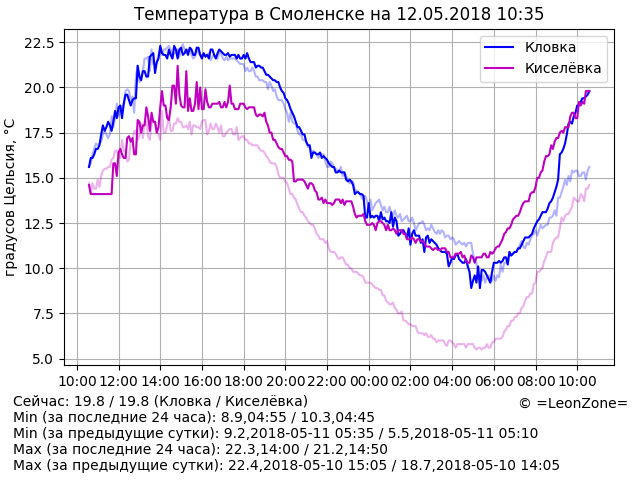 Температура в Смоленске на 12.05.2018 10:35
градусов Цельсия, °C
22.5
20.0
17.5
15.0
12.5
10.0
7.5
5.0
Кловка
Киселёвка
10:00 12:00 14:00 16:00 18:00 20:00 22:00 00:00 02:00 04:00 06:00 08:00 10:00
Сейчас: 19.8 / 19.8 (Кловка / Киселёвка)
© =LeonZone=
Min (за последние 24 часа): 8.9,04:55 / 10.3,04:45
Min (за предыдущие сутки): 9.2,2018-05-11 05:35 / 5.5,2018-05-11 05:10
Max (за последние 24 часа): 22.3,14:00 / 21.2,14:50
Max (за предыдущие сутки): 22.4,2018-05-10 15:05 / 18.7,2018-05-10 14:05